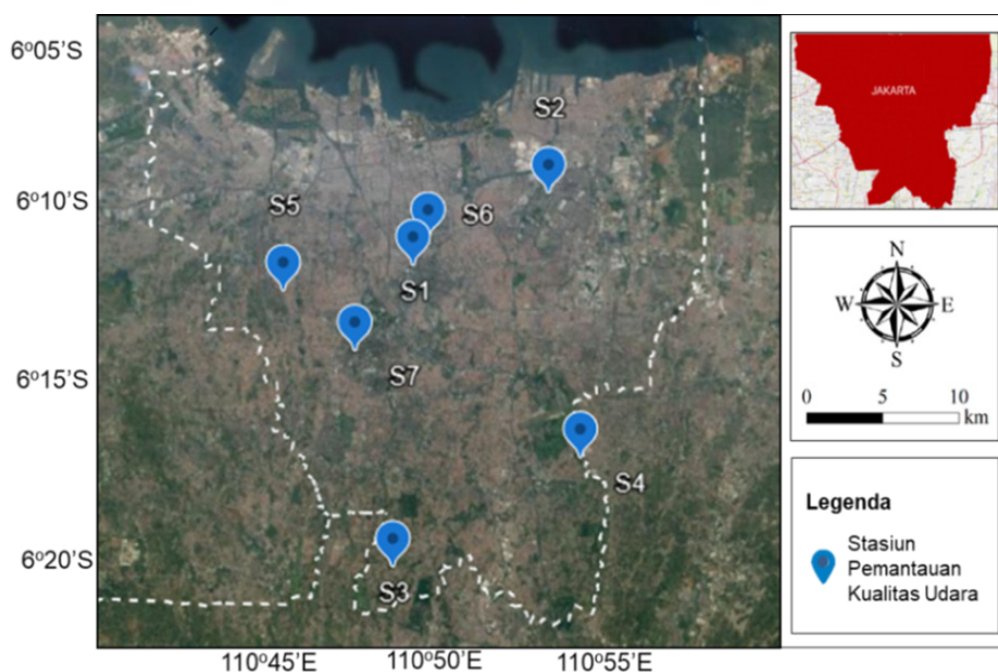 6°05'S
6°10'S
6°15'S
6°20'S
110°45'E
110°50'E
110°55'E
S2
S5
S6
S1
S7
S4
S3
JAKARTA
N
W E
S
0 5 10
km
Legenda
Stasiun
Pemantauan
Kualitas Udara